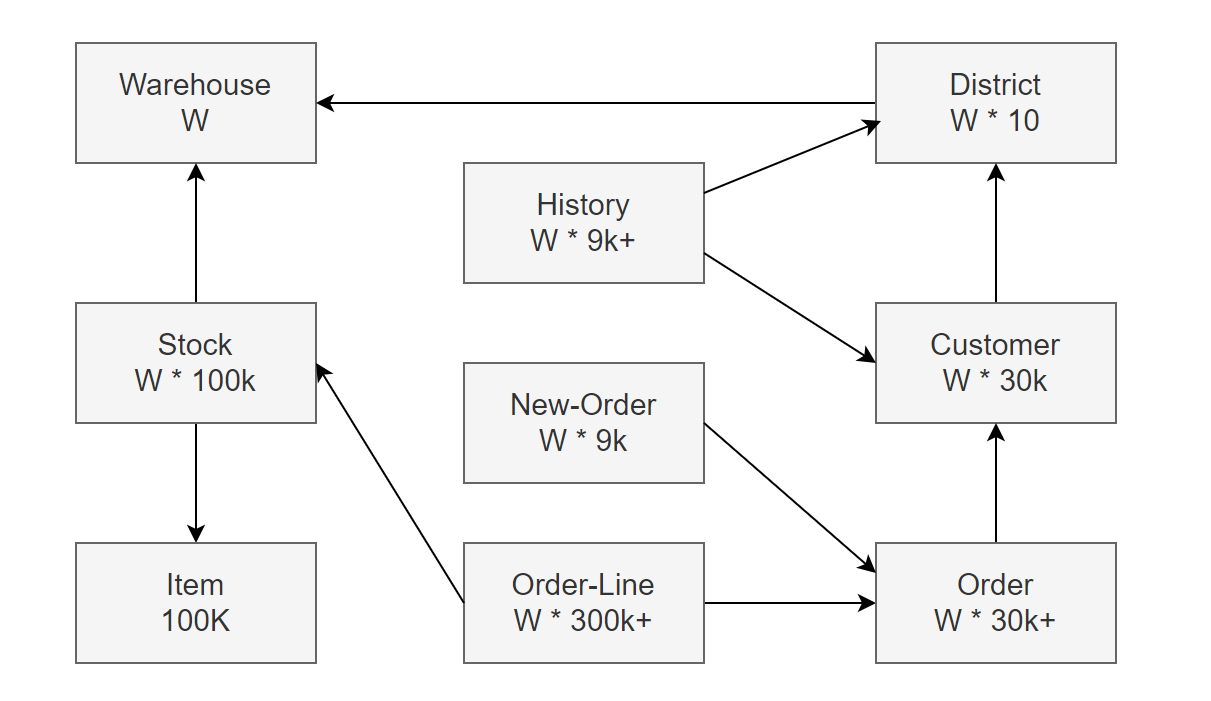 Warehouse
W
District
W * 10
History
W * 9k+
Stock
W * 100k
Customer
W * 30k
New-Order
W * 9k
Item
100K
Order-Line
W * 300k+
Order
W * 30k+